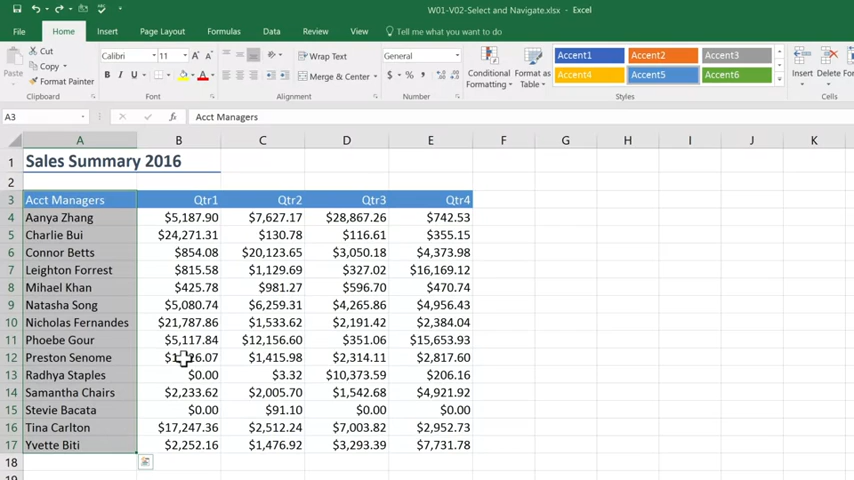 W01-V02-Select and Navigate.xlsx - Excel
File Home Insert Page Layout Formulas Data Review View Tell me what you want to do
Cut
Copy
Format Painter
Paste
Clipboard
Calibri 11
B I U
Font
Wrap Text
Merge & Center
Alignment
General
$ % ,
Number
Conditional Formatting
Format as Table
Accent1 Accent2 Accent3
Accent4 Accent5 Accent6
Styles
Insert Delete
Cells
A3 fx Acct Managers
A B C D E F G H I J K
1 Sales Summary 2016
2
3 Acct Managers Qtr1 Qtr2 Qtr3 Qtr4
4 Aanya Zhang $5,187.90 $7,627.17 $28,867.26 $742.53
5 Charlie Bui $24,271.31 $130.78 $116.61 $355.15
6 Connor Betts $854.08 $20,123.65 $3,050.18 $4,373.98
7 Leighton Forrest $815.58 $1,129.69 $327.02 $16,169.12
8 Mihael Khan $425.78 $981.27 $596.70 $470.74
9 Natasha Song $5,080.74 $6,259.31 $4,265.86 $4,956.43
10 Nicholas Fernandes $21,787.86 $1,533.62 $2,191.42 $2,384.04
11 Phoebe Gour $5,117.84 $12,156.60 $351.06 $15,653.93
12 Preston Senome $1,415.98 $2,314.11 $2,817.60
13 Radhya Staples $0.00 $3.32 $10,373.59 $206.16
14 Samantha Chairs $2,233.62 $2,005.70 $1,542.68 $4,921.92
15 Stevie Bacata $0.00 $91.10 $0.00 $0.00
16 Tina Carlton $17,247.36 $2,512.24 $7,003.82 $2,952.73
17 Yvette Biti $2,252.16 $1,476.92 $3,293.39 $7,731.78
18